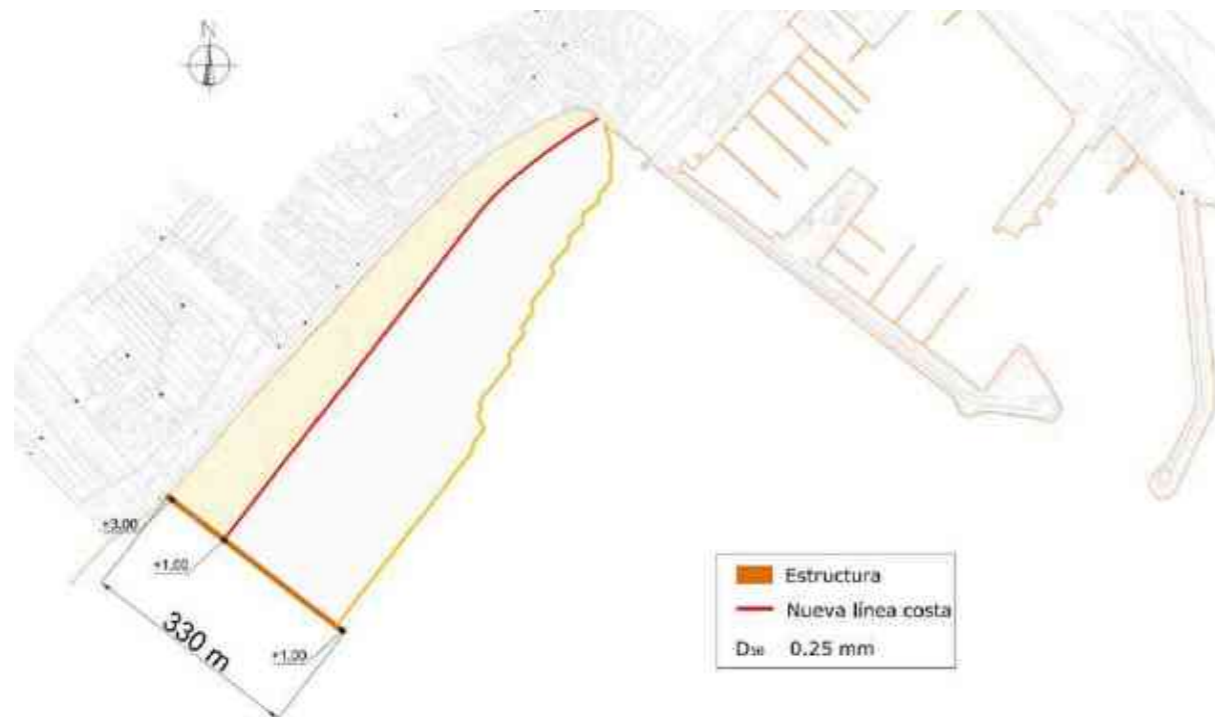 N
+3.00
+1.00
330 m
+1.00
Estructura
Nueva línea costa
D₅₀ 0.25 mm